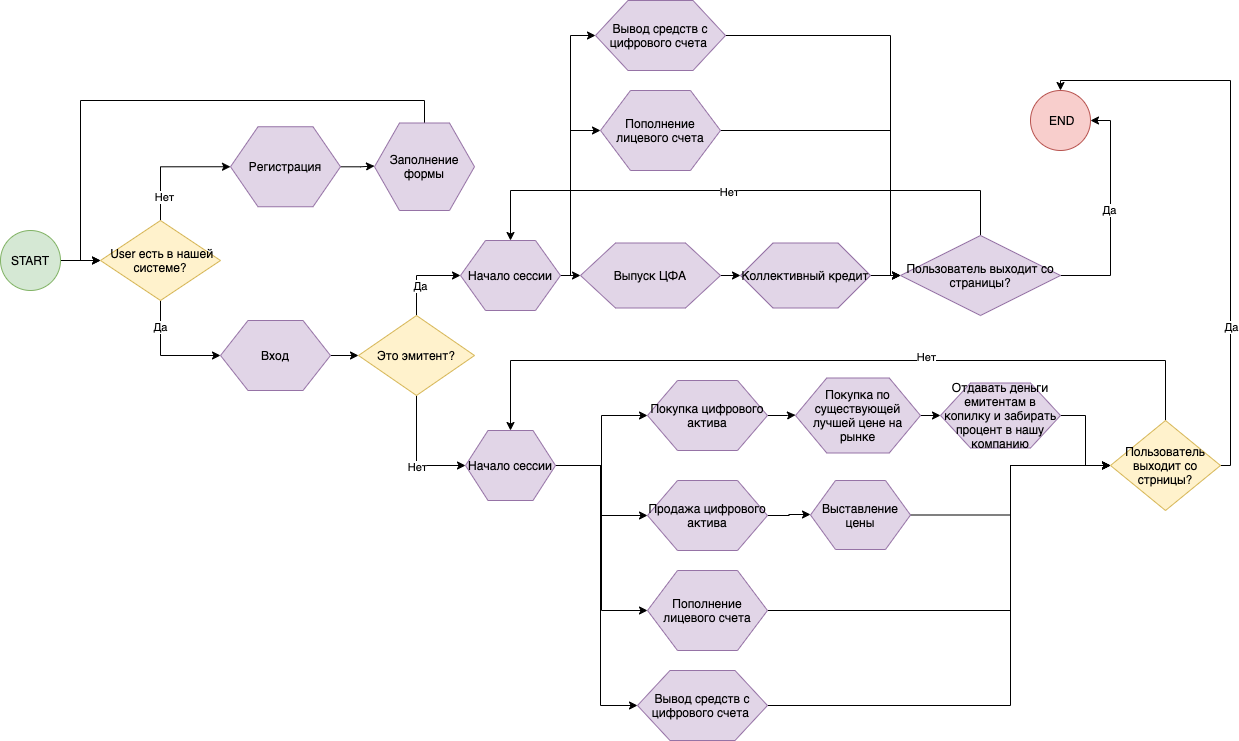 Вывод средств с
цифрового счета
Пополнение
лицевого счета
END
Регистрация
Заполнение
формы
Нет
Нет
Да
START
User есть в нашей
системе?
Начало сессии
Выпуск ЦФА
Коллективный кредит
Пользователь выходит со
страницы?
Да
Да
Да
Вход
Это эмитент?
Нет
Покупка цифрового
актива
Покупка по
существующей
лучшей цене на
рынке
Отдавать деньги
емитентам в
копилку и забирать
процент в нашу
компанию
Нет
Начало сессии
Пользователь
выходит со
стрницы?
Продажа цифрового
актива
Выставление
цены
Пополнение
лицевого счета
Вывод средств с
цифрового счета